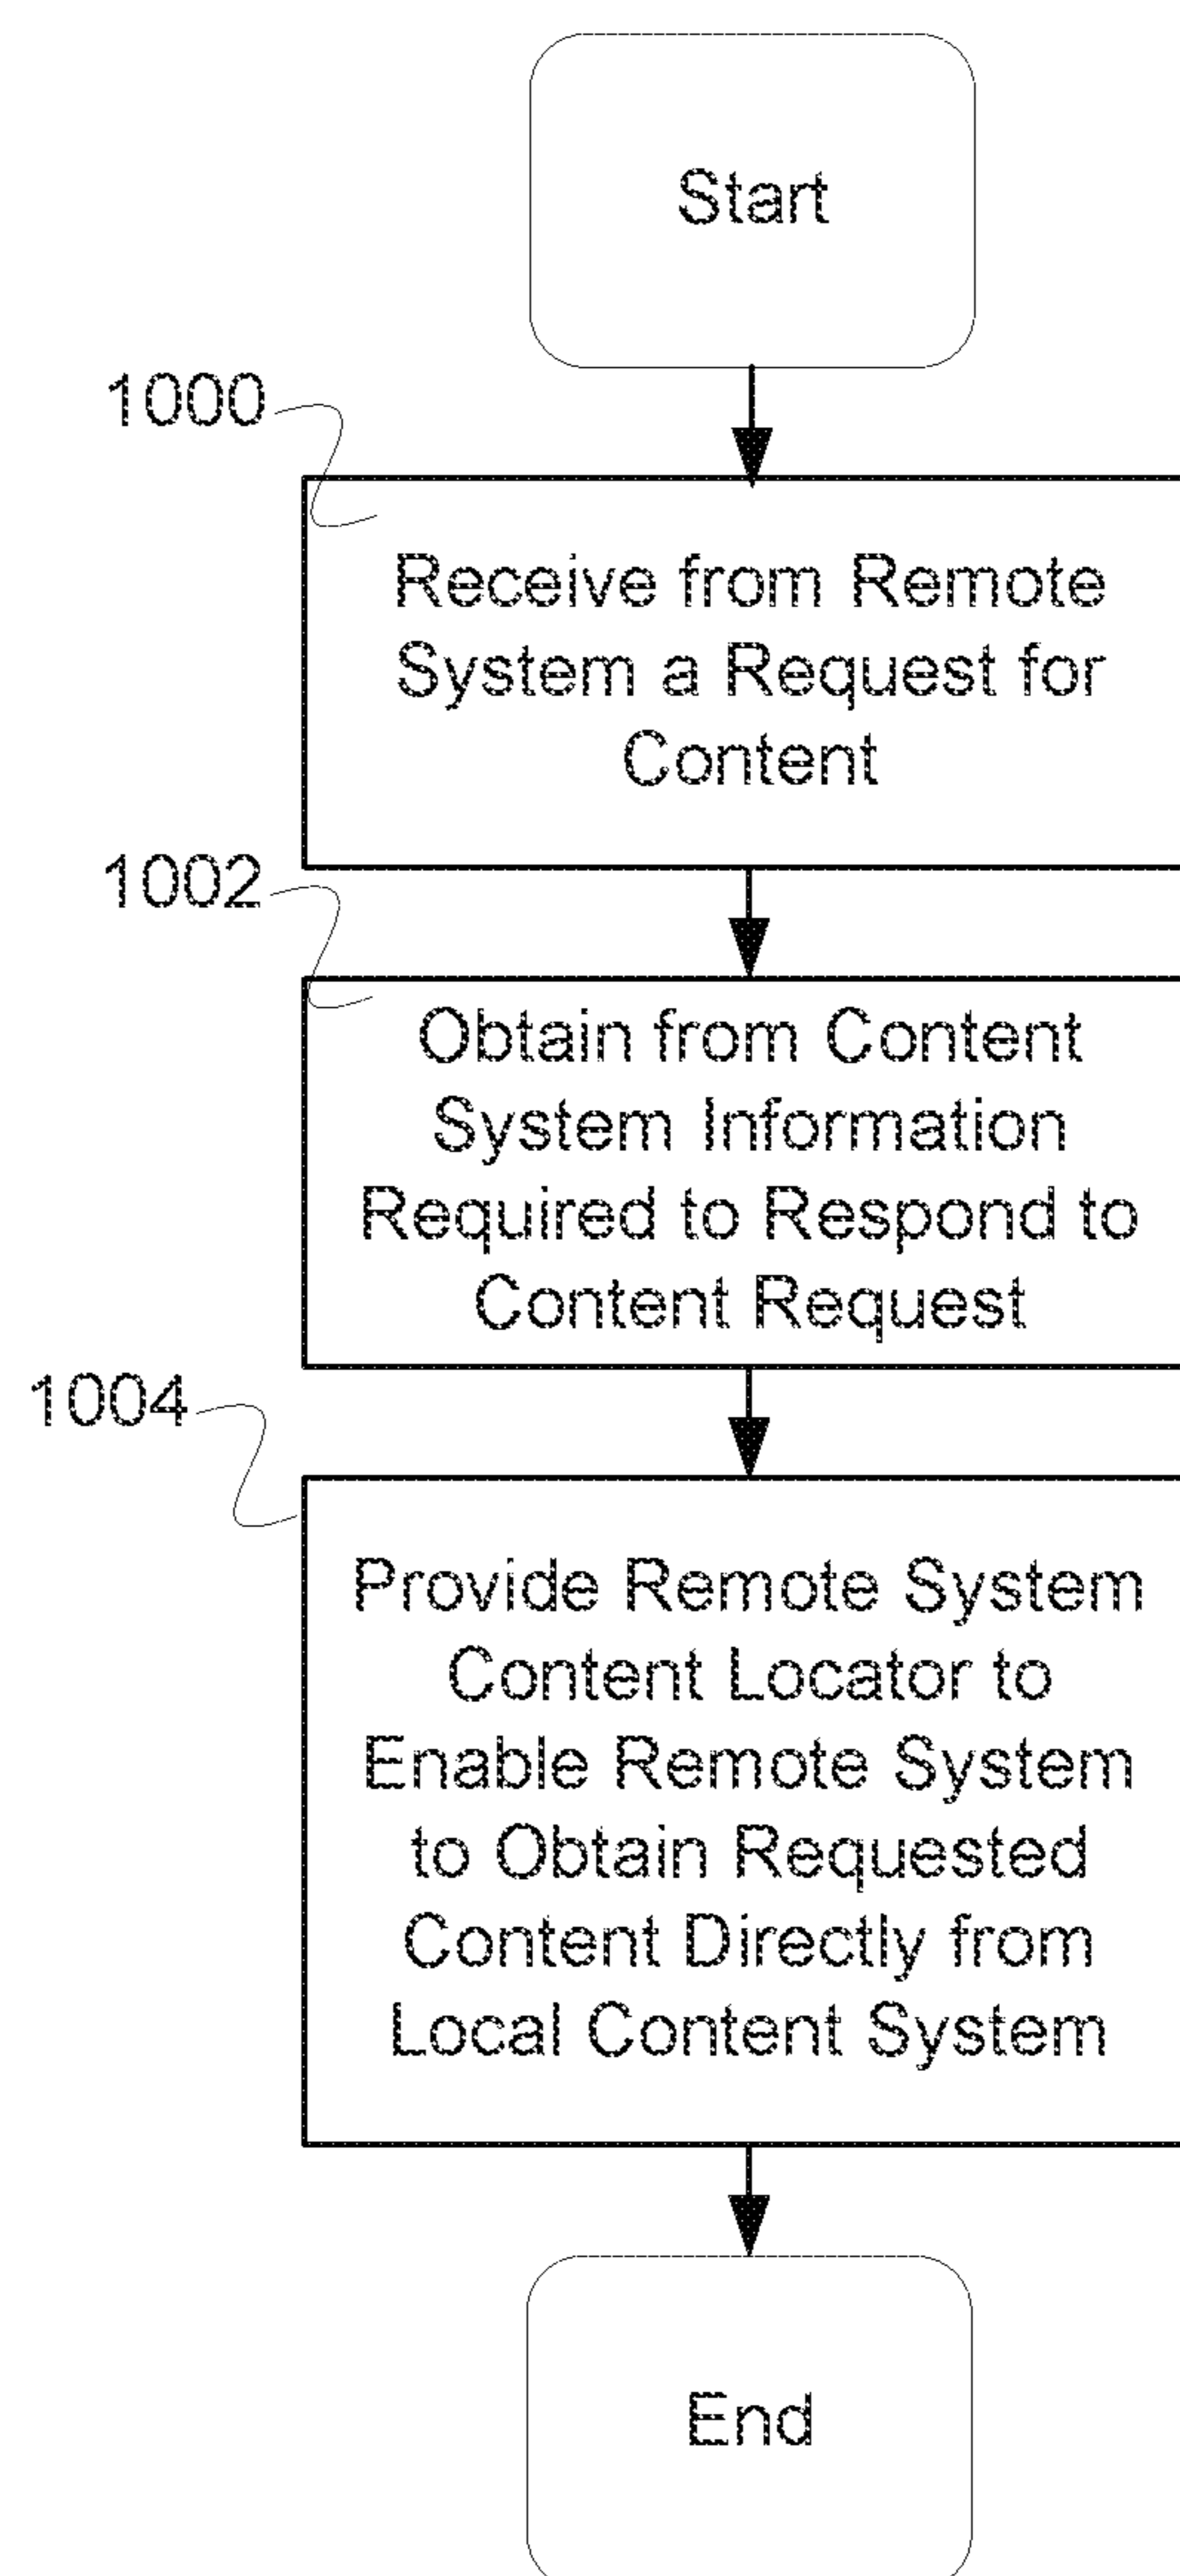 Start
1000
Receive from Remote
System a Request for
Content
1002
Obtain from Content
System Information
Required to Respond to
Content Request
1004
Provide Remote System
Content Locator to
Enable Remote System
to Obtain Requested
Content Directly from
Local Content System
End